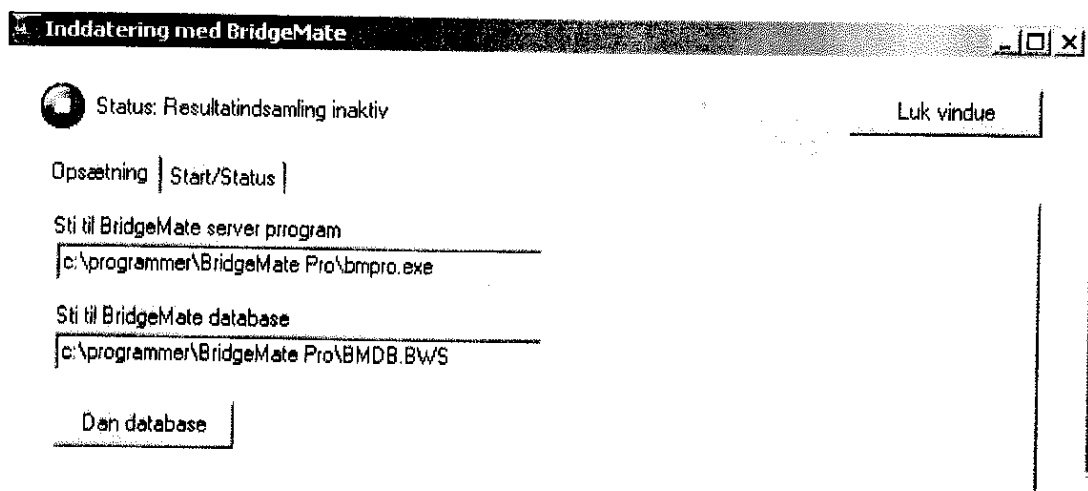 Inddatering med BridgeMate
Status: Resultatindsamling inaktiv
Luk vindue
Opsætning
Start/Status
Sti til BridgeMate server prrogram
c:\programmer\BridgeMate Pro\bmpro.exe
Sti til BridgeMate database
c:\programmer\BridgeMate Pro\BMDB.BWS
Dan database